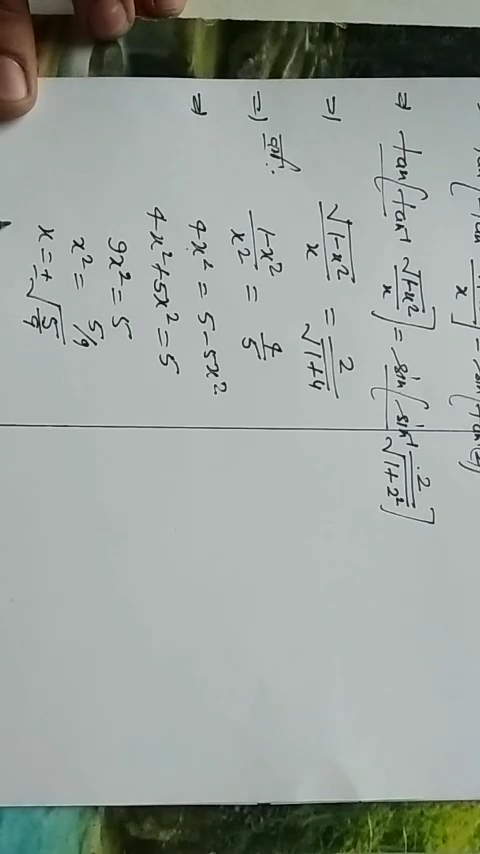 ⇒ tan[tan⁻¹ √(1-x²)/x] = sin[sin⁻¹ 2/√(1+2²)]
⇒) √(1-x²)/x = 2/√(1+4)
⇒) (1-x²)/x² = 4/5
⇒ 4x² = 5-5x²
4x²+5x² = 5
9x² = 5
x² = 5/9
x = ± √(5/9)